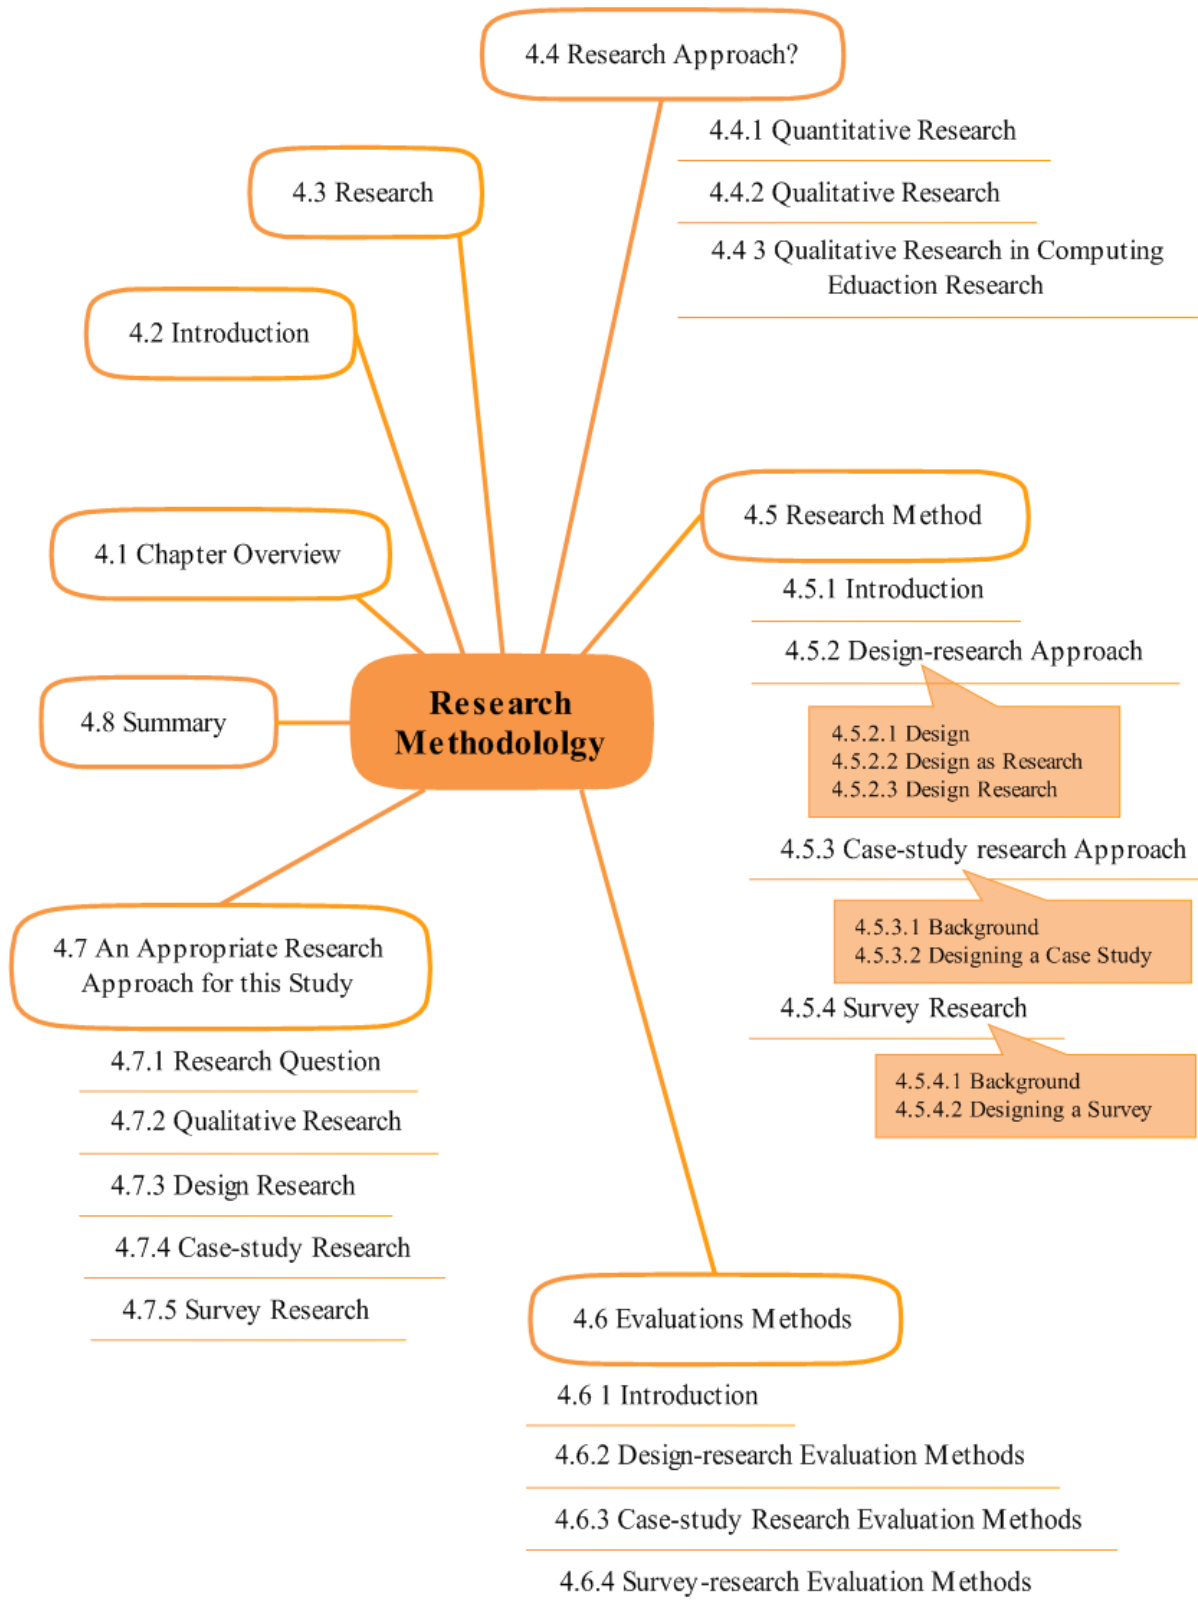 4.4 Research Approach?
4.4.1 Quantitative Research
4.4.2 Qualitative Research
4.4 3 Qualitative Research in Computing
Eduaction Research
4.3 Research
4.2 Introduction
4.1 Chapter Overview
4.8 Summary
Research
Methodololgy
4.5 Research Method
4.5.1 Introduction
4.5.2 Design-research Approach
4.5.2.1 Design
4.5.2.2 Design as Research
4.5.2.3 Design Research
4.5.3 Case-study research Approach
4.5.3.1 Background
4.5.3.2 Designing a Case Study
4.5.4 Survey Research
4.5.4.1 Background
4.5.4.2 Designing a Survey
4.7 An Appropriate Research
Approach for this Study
4.7.1 Research Question
4.7.2 Qualitative Research
4.7.3 Design Research
4.7.4 Case-study Research
4.7.5 Survey Research
4.6 Evaluations Methods
4.6 1 Introduction
4.6.2 Design-research Evaluation Methods
4.6.3 Case-study Research Evaluation Methods
4.6.4 Survey-research Evaluation Methods